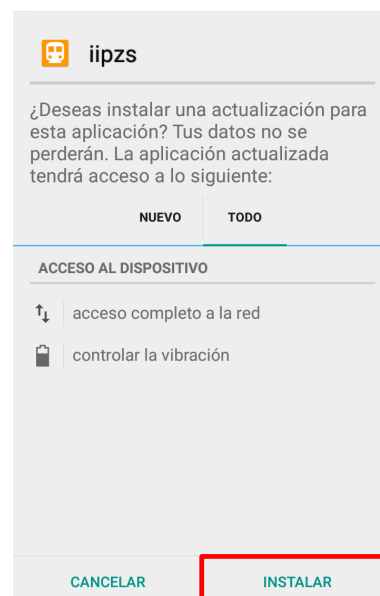 iipzs
¿Deseas instalar una actualización para
esta aplicación? Tus datos no se
perderán. La aplicación actualizada
tendrá acceso a lo siguiente:
NUEVO TODO
ACCESO AL DISPOSITIVO
acceso completo a la red
controlar la vibración
CANCELAR INSTALAR